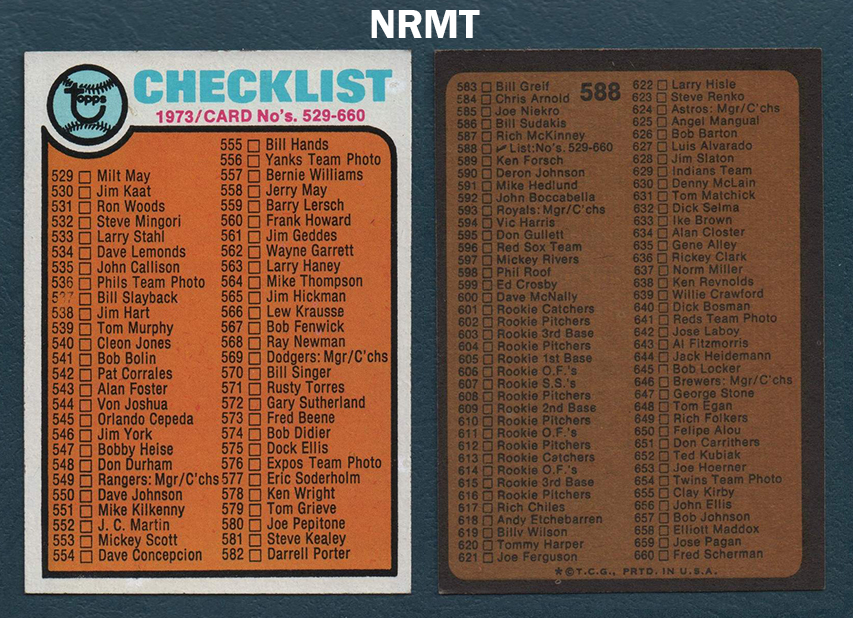 NRMT
topps
CHECKLIST
1973/CARD No's. 529-660
529 Milt May
530 Jim Kaat
531 Ron Woods
532 Steve Mingori
533 Larry Stahl
534 Dave Lemonds
535 John Callison
536 Phils Team Photo
537 Bill Slayback
538 Jim Hart
539 Tom Murphy
540 Cleon Jones
541 Bob Bolin
542 Pat Corrales
543 Alan Foster
544 Von Joshua
545 Orlando Cepeda
546 Jim York
547 Bobby Heise
548 Don Durham
549 Rangers: Mgr/C'chs
550 Dave Johnson
551 Mike Kilkenny
552 J. C. Martin
553 Mickey Scott
554 Dave Concepcion
555 Bill Hands
556 Yanks Team Photo
557 Bernie Williams
558 Jerry May
559 Barry Lersch
560 Frank Howard
561 Jim Geddes
562 Wayne Garrett
563 Larry Haney
564 Mike Thompson
565 Jim Hickman
566 Lew Krausse
567 Bob Fenwick
568 Ray Newman
569 Dodgers: Mgr/C'chs
570 Bill Singer
571 Rusty Torres
572 Gary Sutherland
573 Fred Beene
574 Bob Didier
575 Dock Ellis
576 Expos Team Photo
577 Eric Soderholm
578 Ken Wright
579 Tom Grieve
580 Joe Pepitone
581 Steve Kealey
582 Darrell Porter
588
583 Bill Greif
584 Chris Arnold
585 Joe Niekro
586 Bill Sudakis
587 Rich McKinney
588 ✓ List: No's. 529-660
589 Ken Forsch
590 Deron Johnson
591 Mike Hedlund
592 John Boccabella
593 Royals: Mgr/C'chs
594 Vic Harris
595 Don Gullett
596 Red Sox Team
597 Mickey Rivers
598 Phil Roof
599 Ed Crosby
600 Dave McNally
601 Rookie Catchers
602 Rookie Pitchers
603 Rookie 3rd Base
604 Rookie Pitchers
605 Rookie 1st Base
606 Rookie O.F.'s
607 Rookie S.S.'s
608 Rookie Pitchers
609 Rookie 2nd Base
610 Rookie Pitchers
611 Rookie O.F.'s
612 Rookie Pitchers
613 Rookie Catchers
614 Rookie O.F.'s
615 Rookie 3rd Base
616 Rookie Pitchers
617 Rich Chiles
618 Andy Etchebarren
619 Billy Wilson
620 Tommy Harper
621 Joe Ferguson
622 Larry Hisle
623 Steve Renko
624 Astros: Mgr/C'chs
625 Angel Mangual
626 Bob Barton
627 Luis Alvarado
628 Jim Slaton
629 Indians Team
630 Denny McLain
631 Tom Matchick
632 Dick Selma
633 Ike Brown
634 Alan Closter
635 Gene Alley
636 Rickey Clark
637 Norm Miller
638 Ken Reynolds
639 Willie Crawford
640 Dick Bosman
641 Reds Team Photo
642 Jose Laboy
643 Al Fitzmorris
644 Jack Heidemann
645 Bob Locker
646 Brewers: Mgr/C'chs
647 George Stone
648 Tom Egan
649 Rich Folkers
650 Felipe Alou
651 Don Carrithers
652 Ted Kubiak
653 Joe Hoerner
654 Twins Team Photo
655 Clay Kirby
656 John Ellis
657 Bob Johnson
658 Elliott Maddox
659 Jose Pagan
660 Fred Scherman
*©T.C.G., PRTD. IN U.S.A.